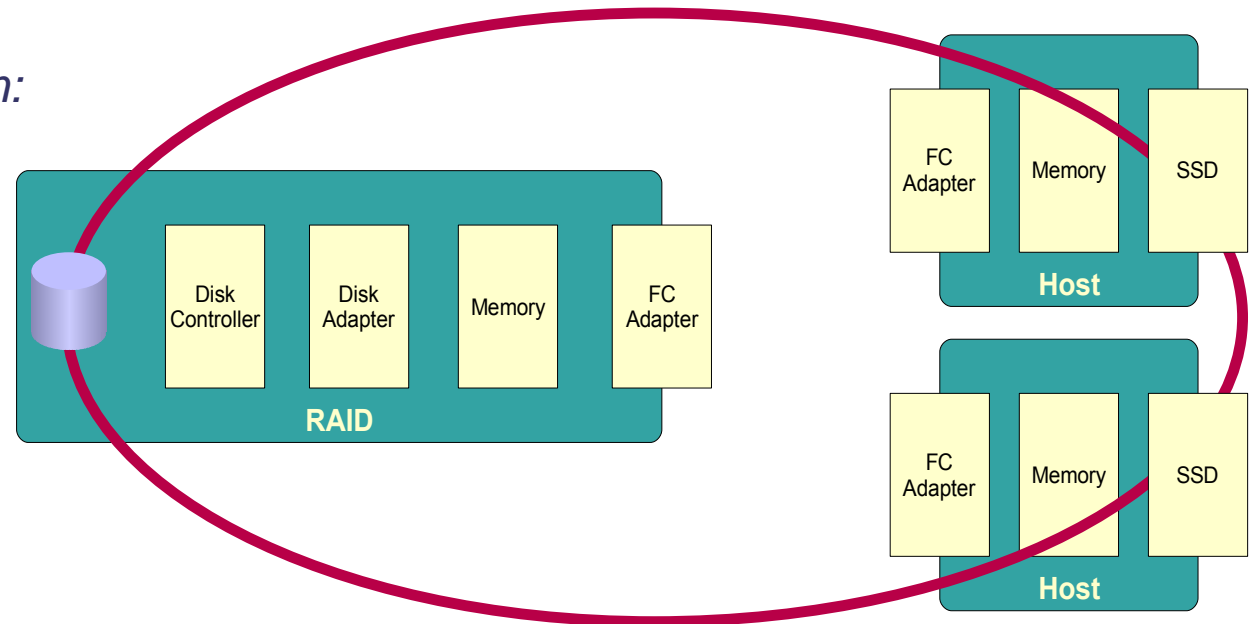 n:
Disk
Controller
Disk
Adapter
Memory
FC
Adapter
RAID
FC
Adapter
Memory
SSD
Host
FC
Adapter
Memory
SSD
Host